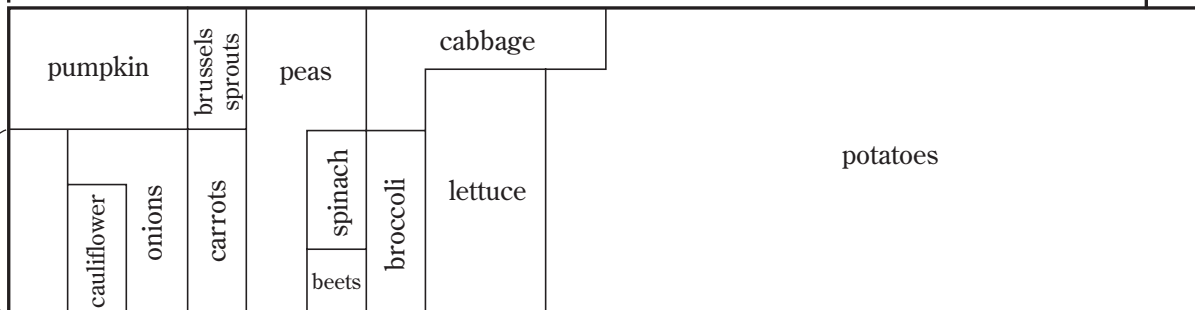 pumpkin
brussels
sprouts
peas
cabbage
cauliflower
onions
carrots
spinach
beets
broccoli
lettuce
potatoes